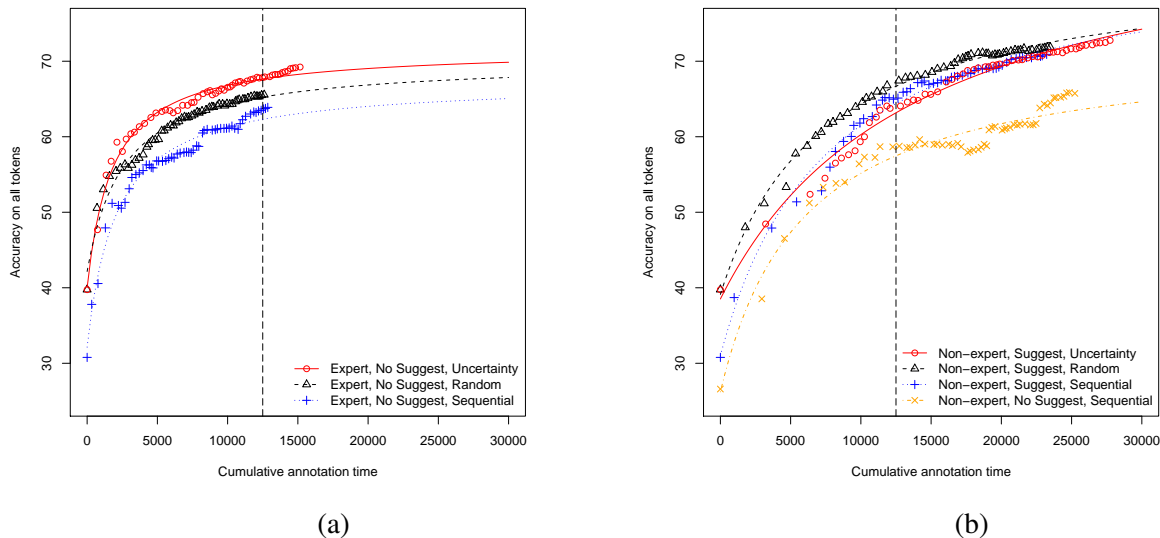 Accuracy on all tokens
70
60
50
40
30
Expert, No Suggest, Uncertainty
Expert, No Suggest, Random
Expert, No Suggest, Sequential
0 5000 10000 15000 20000 25000 30000
Cumulative annotation time
(a)
Accuracy on all tokens
70
60
50
40
30
Non-expert, Suggest, Uncertainty
Non-expert, Suggest, Random
Non-expert, Suggest, Sequential
Non-expert, No Suggest, Sequential
0 5000 10000 15000 20000 25000 30000
Cumulative annotation time
(b)